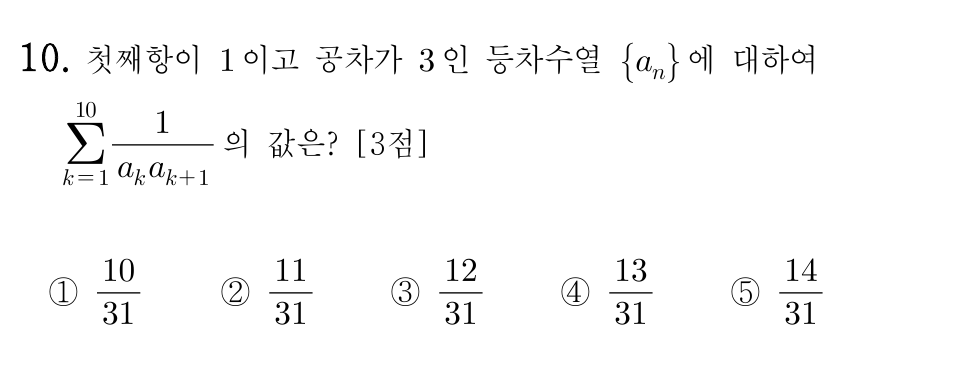 10. 첫째항이 1이고 공차가 3인 등차수열 {aₙ}에 대하여
∑_{k=1}^{10} \frac{1}{a_k a_{k+1}} 의 값은? [3점]
① \frac{10}{31} ② \frac{11}{31} ③ \frac{12}{31} ④ \frac{13}{31} ⑤ \frac{14}{31}